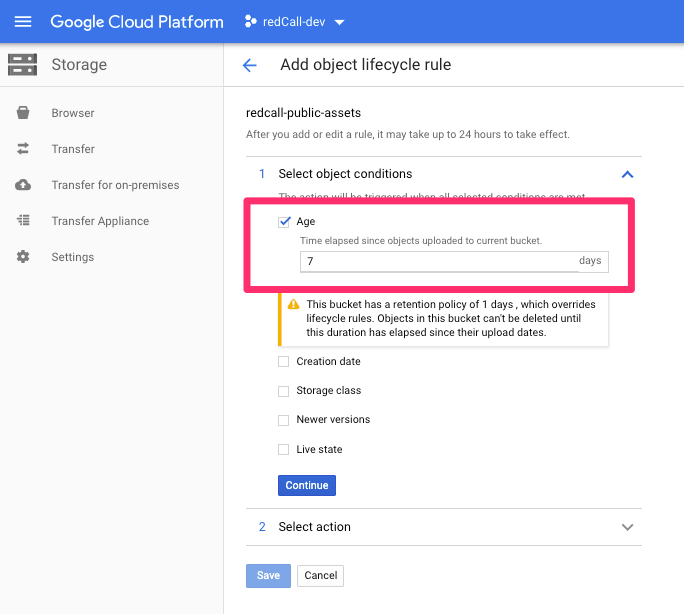 Google Cloud Platform
redCall-dev
Storage
Add object lifecycle rule
Browser
Transfer
Transfer for on-premises
Transfer Appliance
Settings
redcall-public-assets
After you add or edit a rule, it may take up to 24 hours to take effect.
1 Select object conditions
The action will be triggered when all selected conditions are met
Age
Time elapsed since objects uploaded to current bucket.
7 days
This bucket has a retention policy of 1 days , which overrides
lifecycle rules. Objects in this bucket can't be deleted until
this duration has elapsed since their upload dates.
Creation date
Storage class
Newer versions
Live state
Continue
2 Select action
Save Cancel